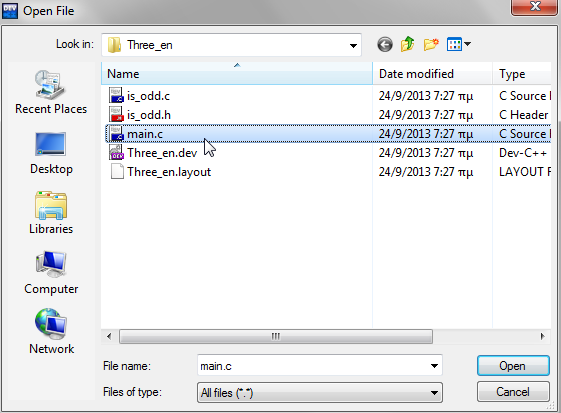 DEV
Open File
Look in: Three_en
Name Date modified Type
is_odd.c 24/9/2013 7:27 πμ C Source
is_odd.h 24/9/2013 7:27 πμ C Header
main.c 24/9/2013 7:27 πμ C Source
Three_en.dev 24/9/2013 7:27 πμ Dev-C++
Three_en.layout 24/9/2013 7:27 πμ LAYOUT F
Recent Places
Desktop
Libraries
Computer
Network
File name: main.c Open
Files of type: All files (*.*) Cancel